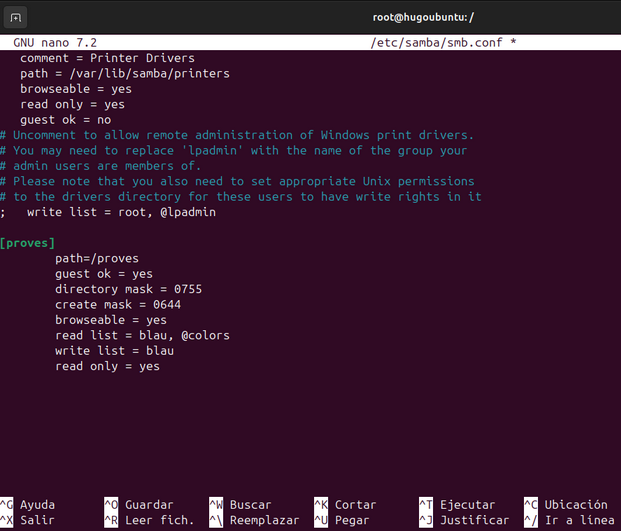 root@hugoubuntu: /
GNU nano 7.2 /etc/samba/smb.conf *
comment = Printer Drivers
path = /var/lib/samba/printers
browseable = yes
read only = yes
guest ok = no
# Uncomment to allow remote administration of Windows print drivers.
# You may need to replace 'lpadmin' with the name of the group your
# admin users are members of.
# Please note that you also need to set appropriate Unix permissions
# to the drivers directory for these users to have write rights in it
;   write list = root, @lpadmin
[proves]
path=/proves
guest ok = yes
directory mask = 0755
create mask = 0644
browseable = yes
read list = blau, @colors
write list = blau
read only = yes
^G Ayuda ^O Guardar ^W Buscar ^K Cortar ^T Ejecutar ^C Ubicación
^X Salir ^R Leer fich. ^\ Reemplazar ^U Pegar ^J Justificar ^/ Ir a línea